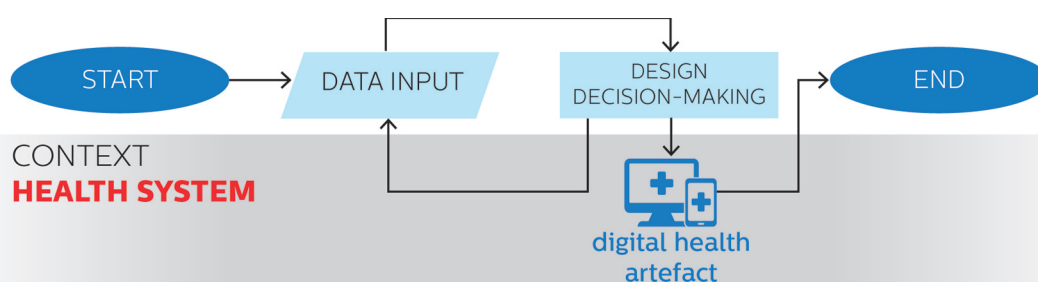 START
DATA INPUT
DESIGN
DECISION-MAKING
END
CONTEXT
HEALTH SYSTEM
digital health
artefact